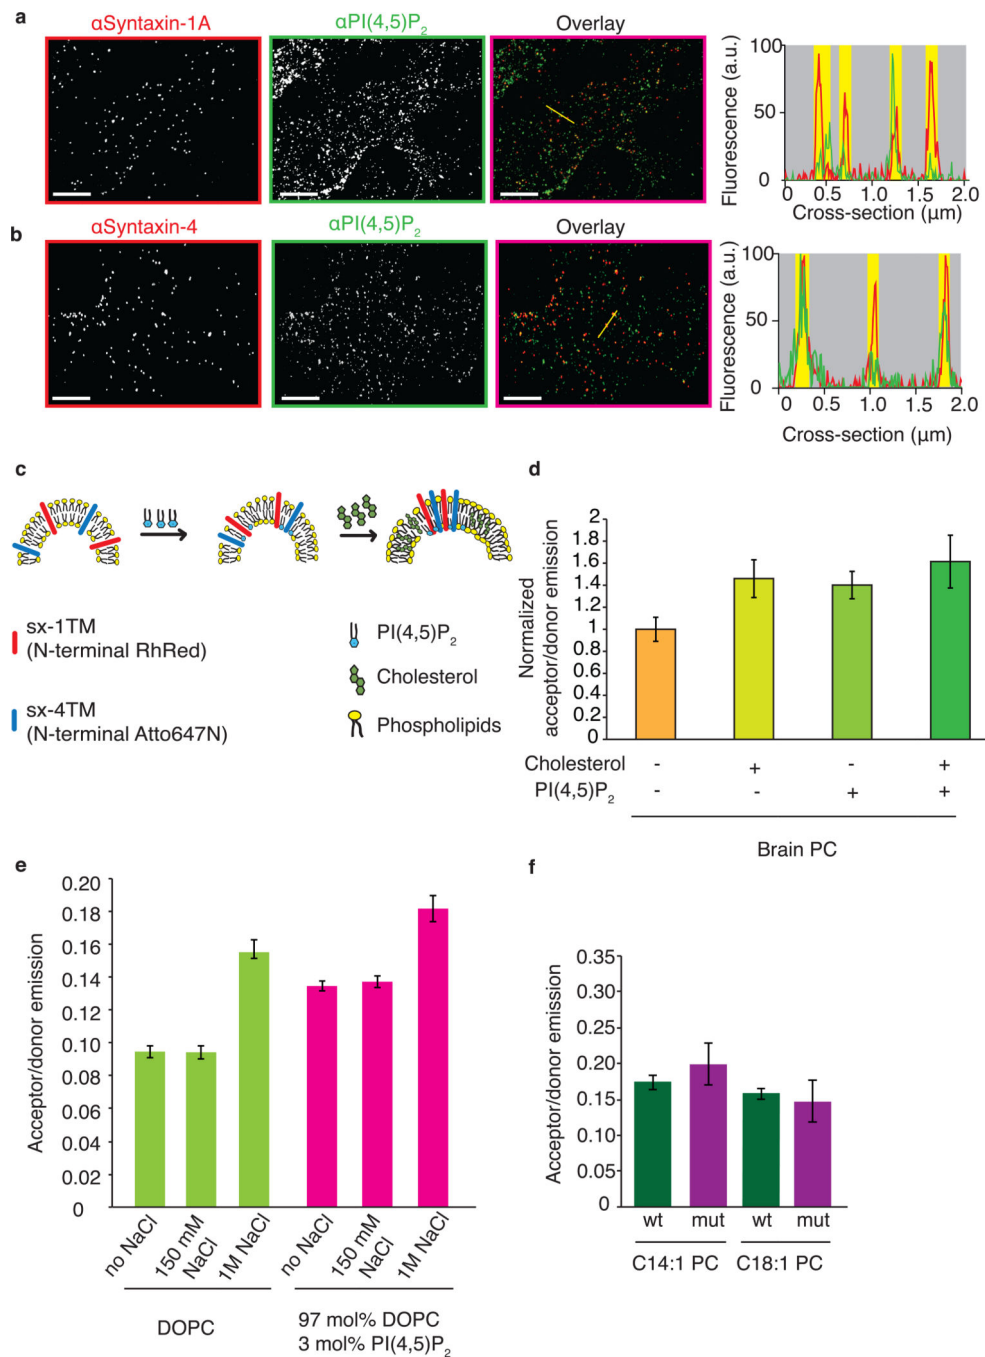 a
αSyntaxin-1A
αPI(4,5)P2
Overlay
Fluorescence (a.u.)
100
50
0
0 0.5 1.0 1.5 2.0
Cross-section (µm)
b
αSyntaxin-4
αPI(4,5)P2
Overlay
Fluorescence (a.u.)
100
50
0
0 0.5 1.0 1.5 2.0
Cross-section (µm)
c
sx-1TM
(N-terminal RhRed)
sx-4TM
(N-terminal Atto647N)
PI(4,5)P2
Cholesterol
Phospholipids
d
Normalized
acceptor/donor emission
2
1.8
1.6
1.4
1.2
1
0.8
0.6
0.4
0.2
0
Cholesterol - + - +
PI(4,5)P2 - - + +
Brain PC
e
Acceptor/donor emission
0.20
0.18
0.16
0.14
0.12
0.10
0.08
0.06
0.04
0.02
0
no NaCl
150 mM
NaCl
1M NaCl
no NaCl
150 mM
NaCl
1M NaCl
DOPC
97 mol% DOPC
3 mol% PI(4,5)P2
f
Acceptor/donor emission
0.35
0.30
0.25
0.20
0.15
0.10
0.05
0
wt mut wt mut
C14:1 PC C18:1 PC